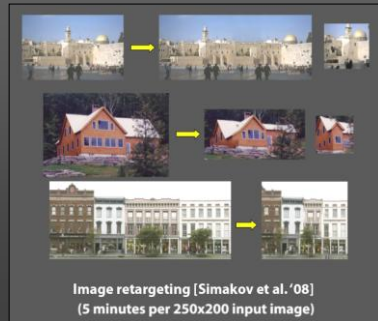 Image retargeting [Simakov et al.'08]
(5 minutes per 250x200 input image)